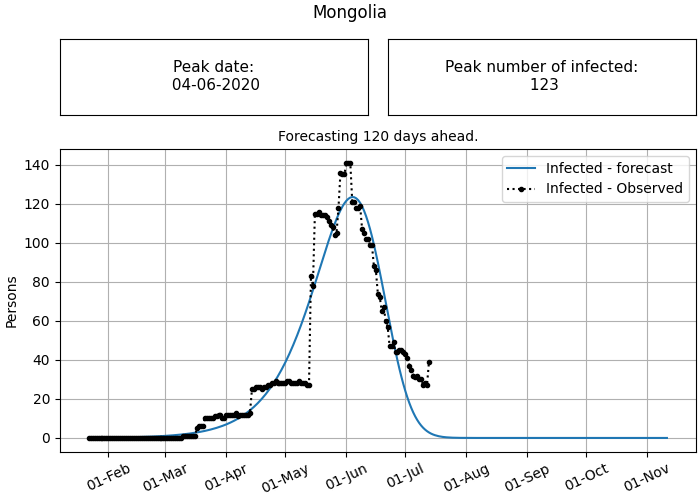 Mongolia
Peak date:
04-06-2020
Peak number of infected:
123
Forecasting 120 days ahead.
Infected - forecast
Infected - Observed
Persons
140
120
100
80
60
40
20
0
01-Feb
01-Mar
01-Apr
01-May
01-Jun
01-Jul
01-Aug
01-Sep
01-Oct
01-Nov